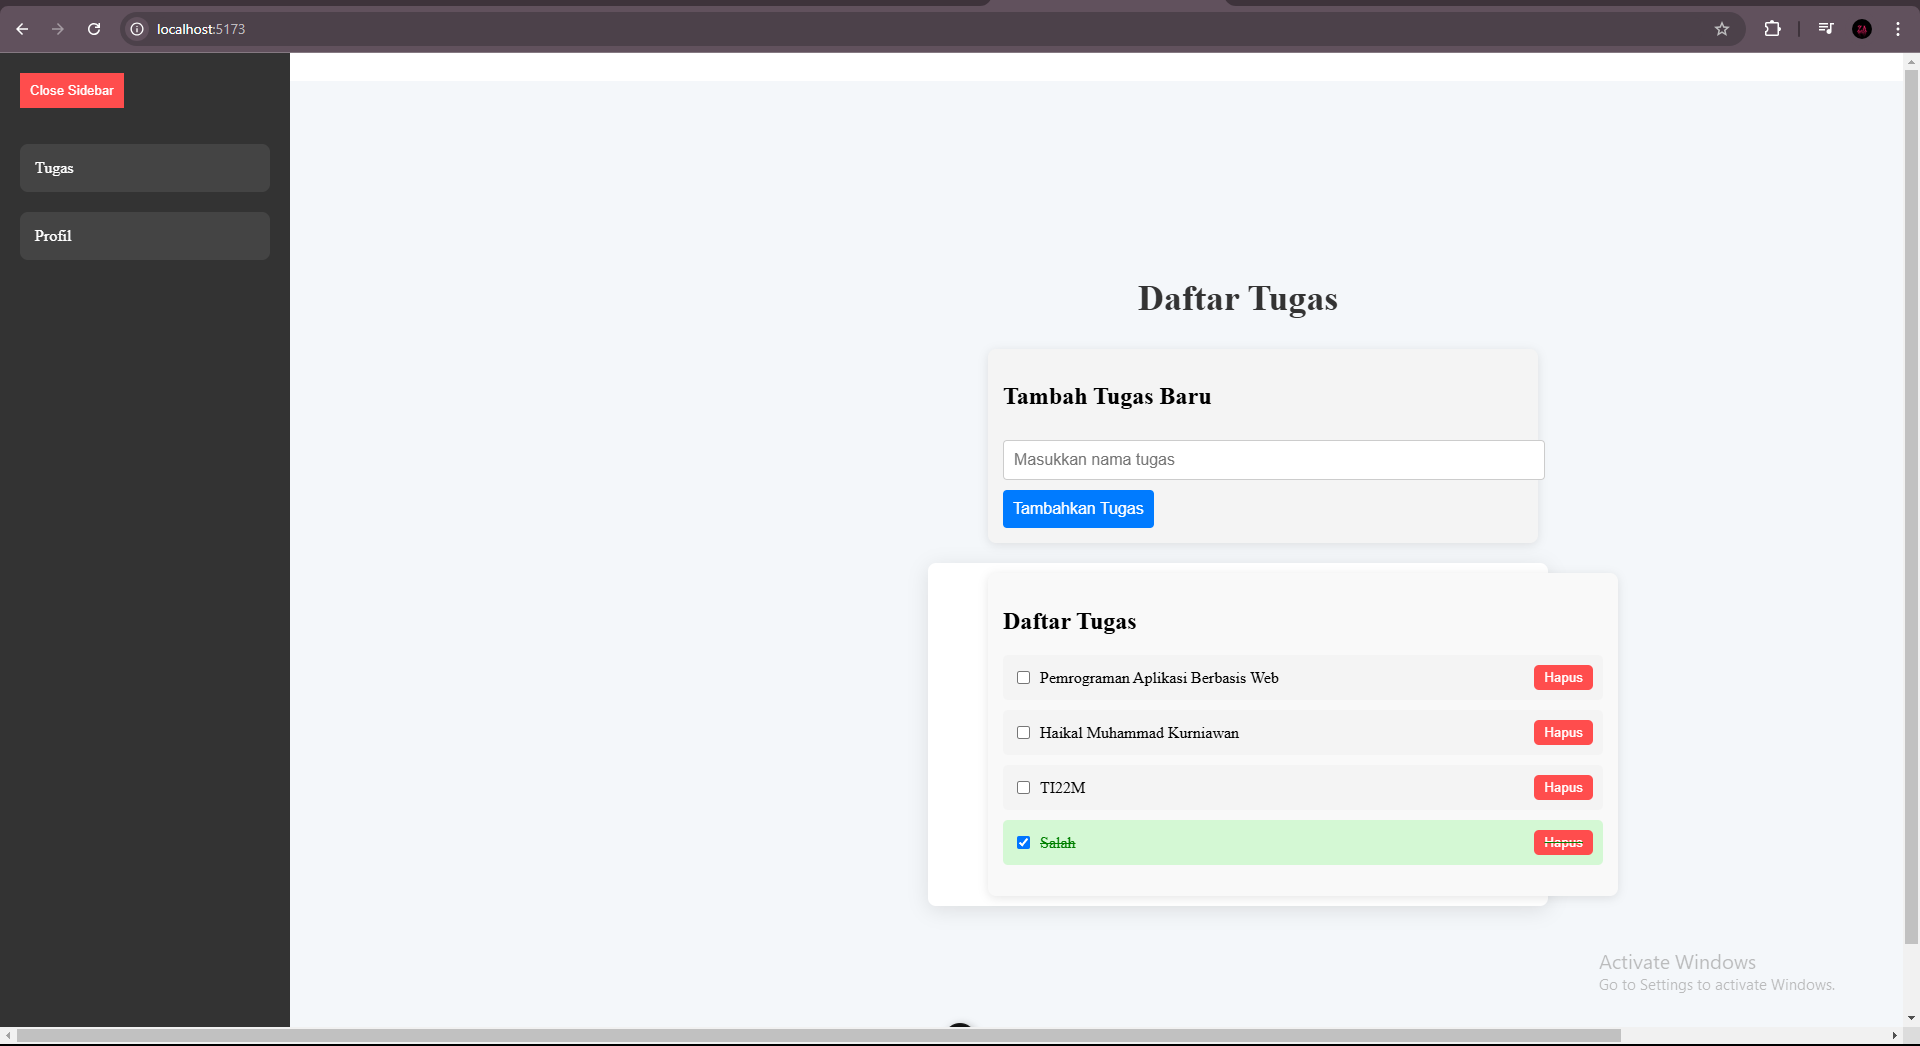 localhost:5173
Close Sidebar
Tugas
Profil
Daftar Tugas
Tambah Tugas Baru
Masukkan nama tugas
Tambahkan Tugas
Daftar Tugas
Pemrograman Aplikasi Berbasis Web Hapus
Haikal Muhammad Kurniawan Hapus
TI22M Hapus
Salah Hapus
Activate Windows
Go to Settings to activate Windows.